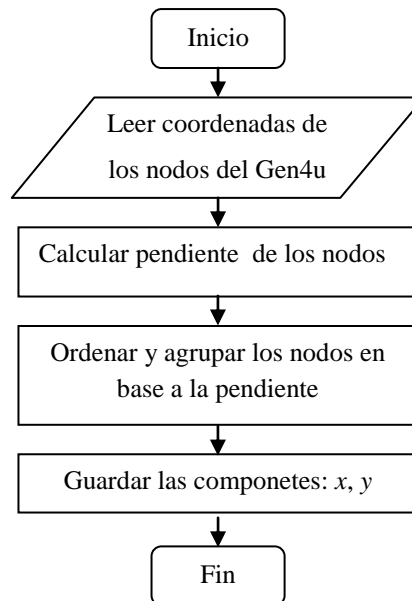 Inicio
Leer coordenadas de
los nodos del Gen4u
Calcular pendiente de los nodos
Ordenar y agrupar los nodos en
base a la pendiente
Guardar las componetes: x, y
Fin